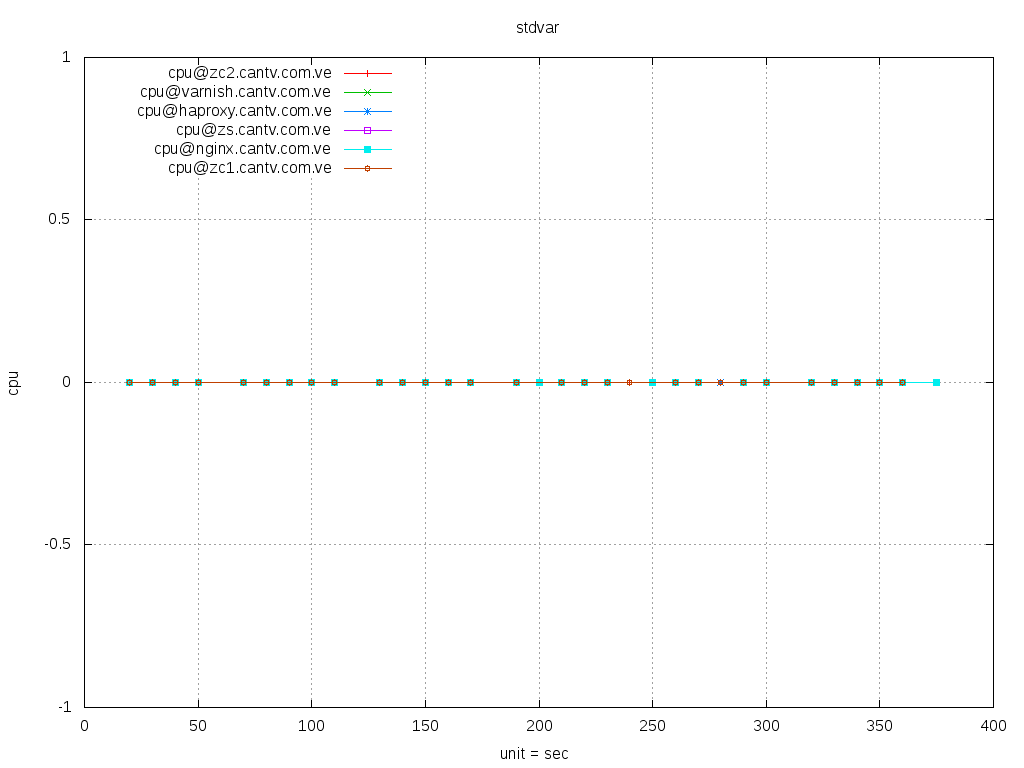 stdvar
1
cpu@zc2.cantv.com.ve
cpu@varnish.cantv.com.ve
cpu@haproxy.cantv.com.ve
cpu@zs.cantv.com.ve
cpu@nginx.cantv.com.ve
cpu@zc1.cantv.com.ve
0.5
0
cpu
-0.5
-1
0 50 100 150 200 250 300 350 400
unit = sec